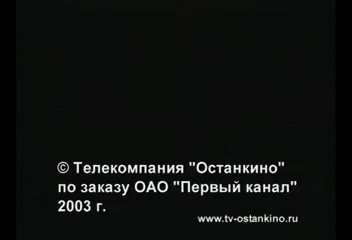 © Телекомпания "Останкино"
по заказу ОАО "Первый канал"
2003 г.
www.tv-ostankino.ru